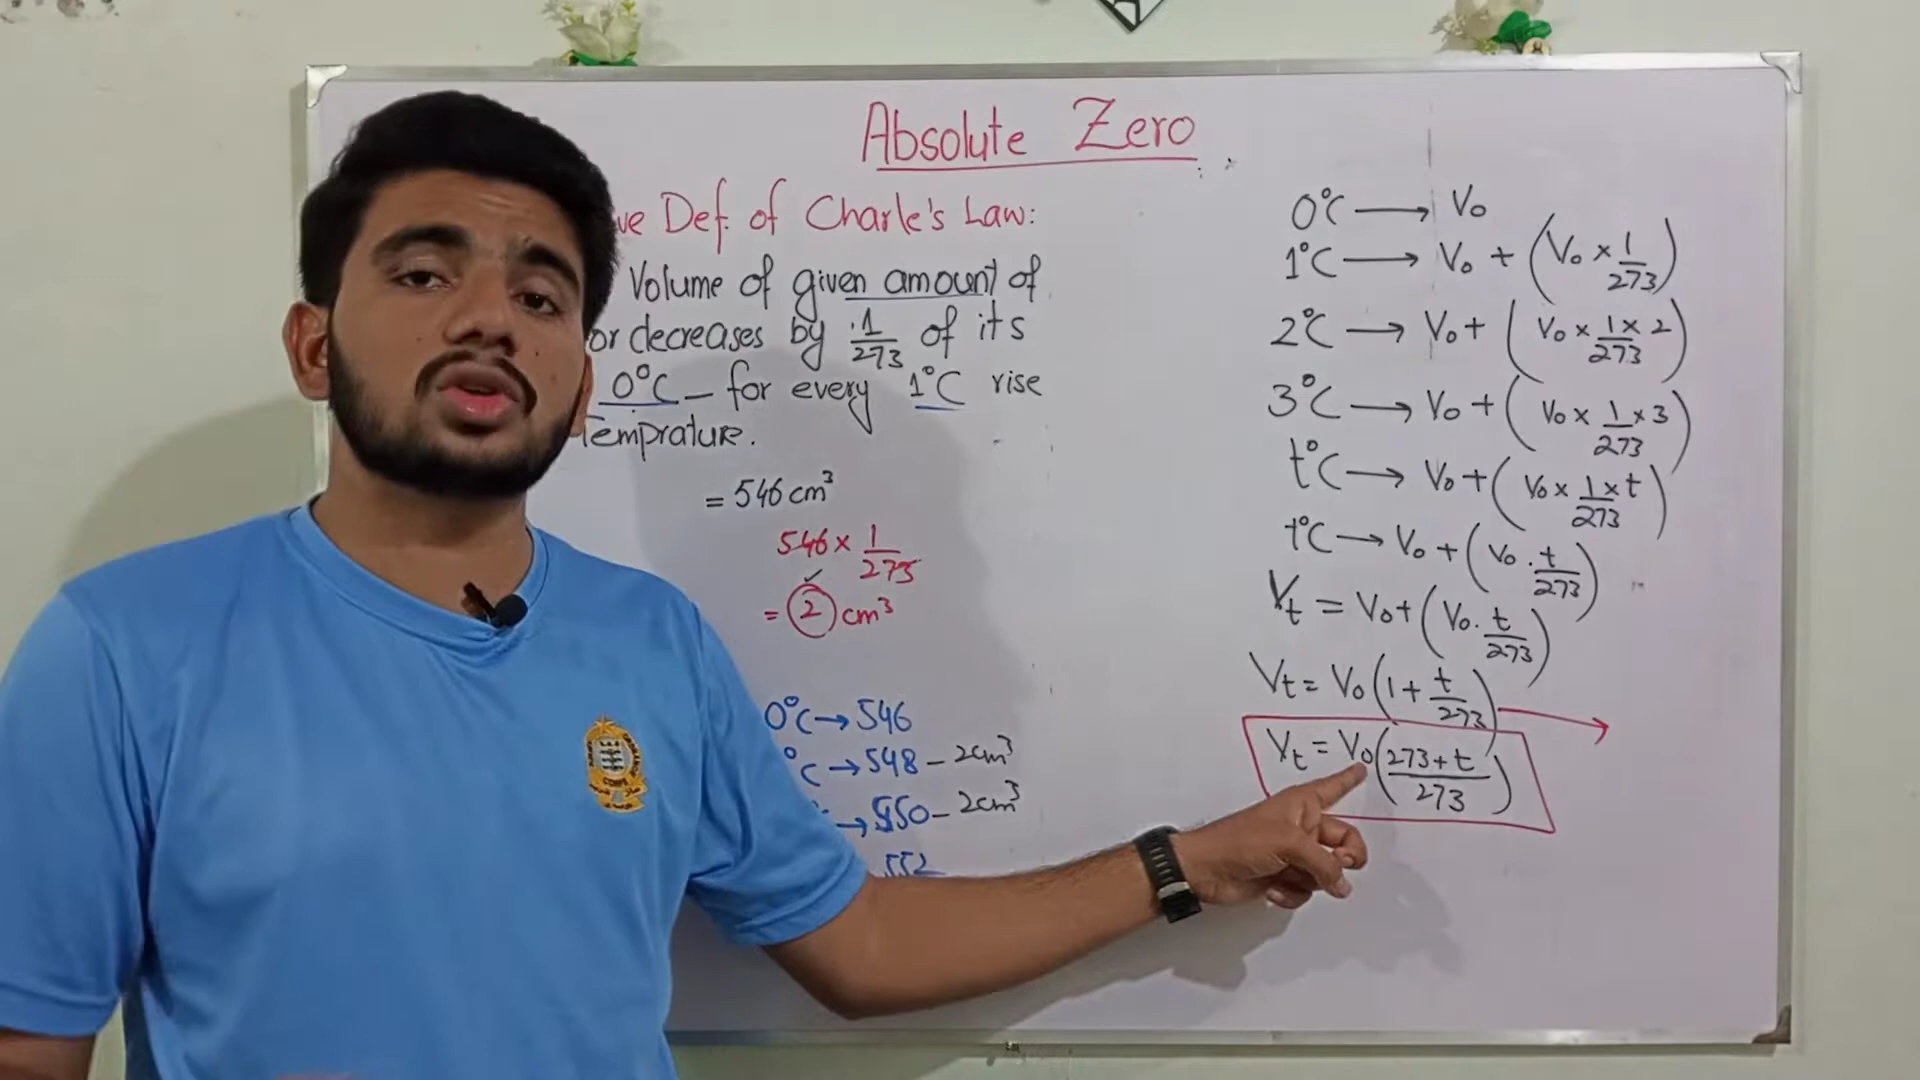 Absolute Zero
ve Def. of Charle's Law:
Volume of given amount of
or decreases by 1/273 of its
0°C – for every 1°C rise
Temprature.
= 546 cm³
546 × 1/273
= 2 cm³
0°C → 546
°C → 548 – 2cm³
→ 550 – 2cm³
552
0°C → V₀
1°C → V₀ + (V₀ × 1/273)
2°C → V₀ + (V₀ × 1/273 × 2)
3°C → V₀ + (V₀ × 1/273 × 3)
t°C → V₀ + (V₀ × 1/273 × t)
t°C → V₀ + (V₀ . t/273)
Vt = V₀ + (V₀ . t/273)
Vt = V₀ (1 + t/273)
Vt = V₀ (273 + t / 273)